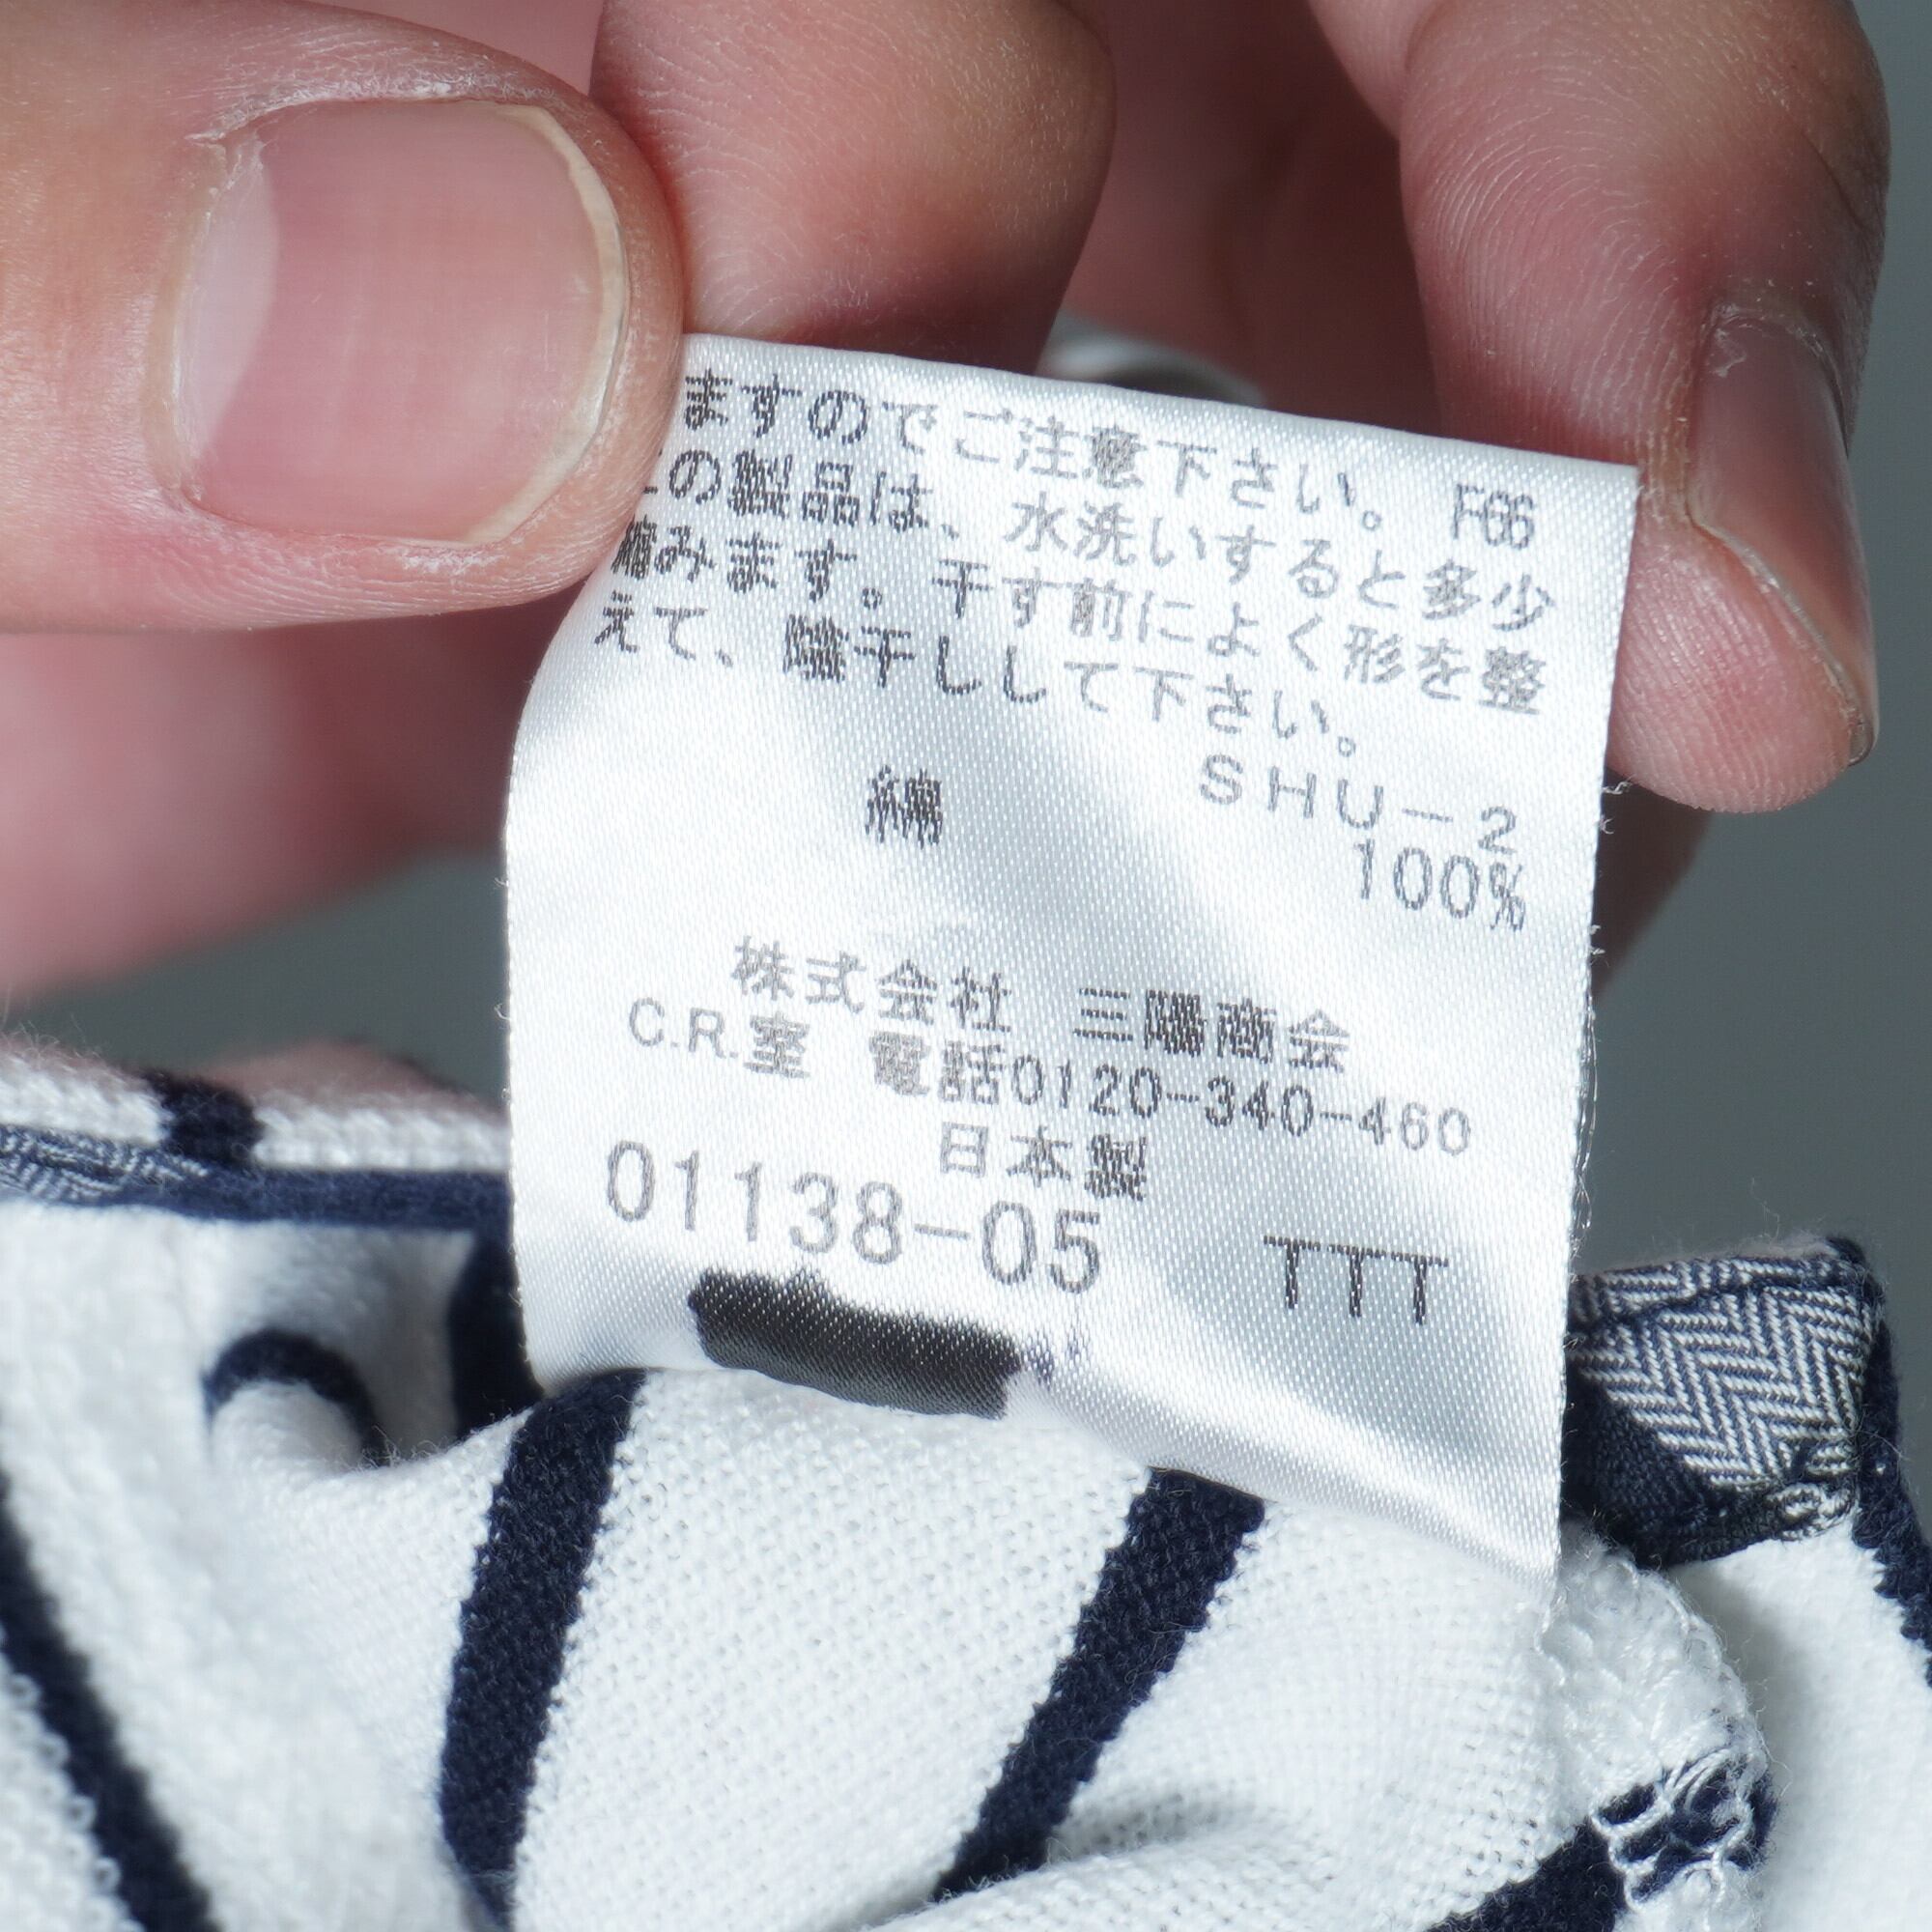 ますのでご注意下さい。 F66
この製品は、水洗いすると多少
縮みます。干す前によく形を整
えて、陰干しして下さい。
SHU-2
綿 100%
株式会社 三陽商会
C.R.室 電話0120-340-460
日本製
01138-05 TTT